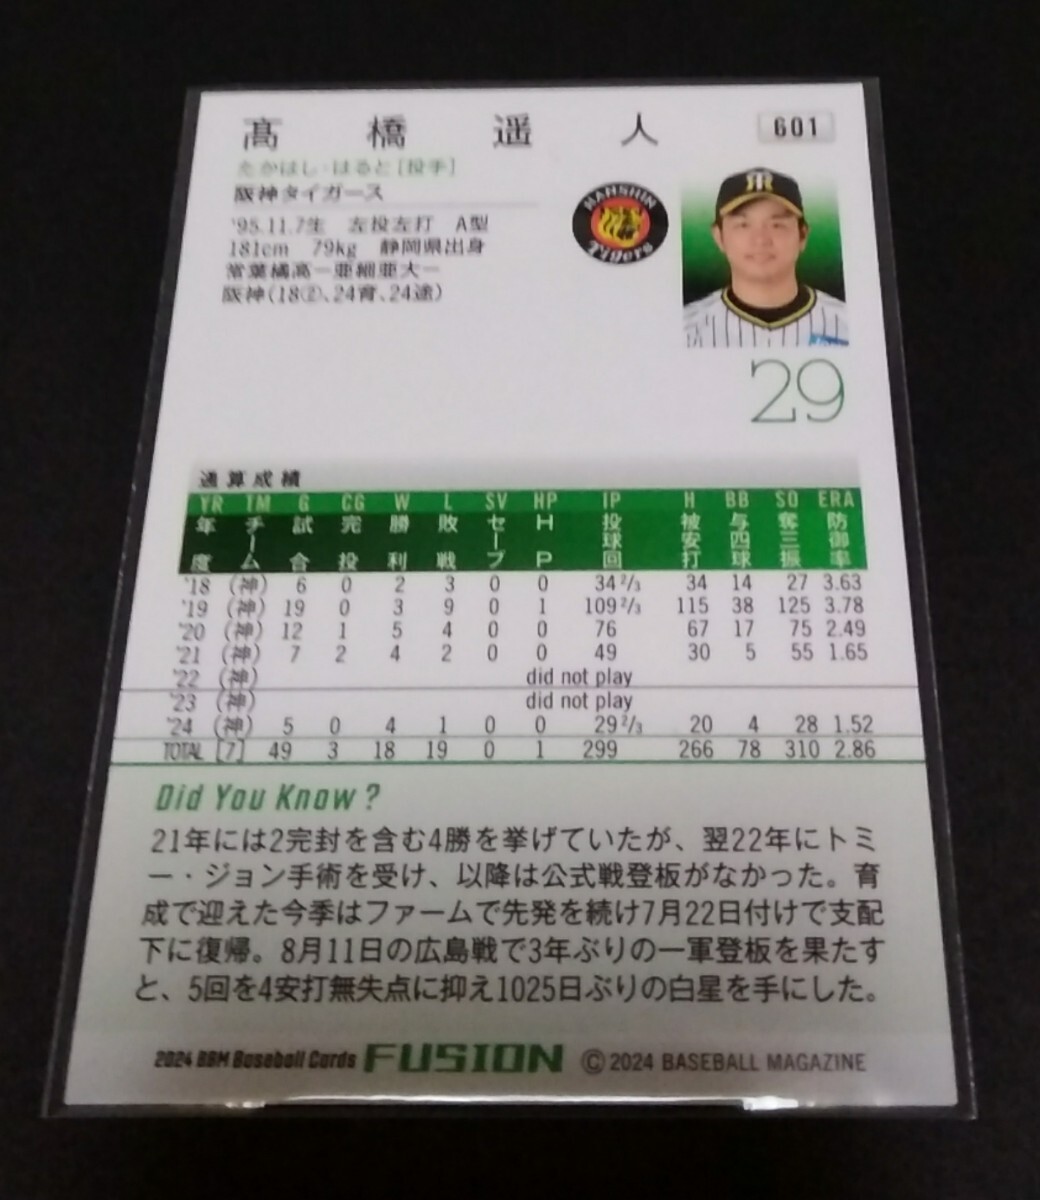 髙橋遥人
601
たかはし・はると[投手]
阪神タイガース
'95.11.7生 左投左打 A型
181cm 79kg 静岡県出身
常葉橘高－亜細亜大－
阪神(18②、24育、24途)
HANSHIN
Tigers
29
通算成績
YR TM G CG W L SV HP IP H BB SO ERA
年度 チーム 試合 完投 勝利 敗戦 セーブ HP 投球回 被安打 与四球 奪三振 防御率
'18 (神) 6 0 2 3 0 0 34 2/3 34 14 27 3.63
'19 (神) 19 0 3 9 0 1 109 2/3 115 38 125 3.78
'20 (神) 12 1 5 4 0 0 76 67 17 75 2.49
'21 (神) 7 2 4 2 0 0 49 30 5 55 1.65
'22 (神) did not play
'23 (神) did not play
'24 (神) 5 0 4 1 0 0 29 2/3 20 4 28 1.52
TOTAL [7] 49 3 18 19 0 1 299 266 78 310 2.86
Did You Know?
21年には2完封を含む4勝を挙げていたが、翌22年にトミ
ー・ジョン手術を受け、以降は公式戦登板がなかった。育
成で迎えた今季はファームで先発を続け7月22日付けで支配
下に復帰。8月11日の広島戦で3年ぶりの一軍登板を果たす
と、5回を4安打無失点に抑え1025日ぶりの白星を手にした。
2024 BBM Baseball Cards FUSION © 2024 BASEBALL MAGAZINE